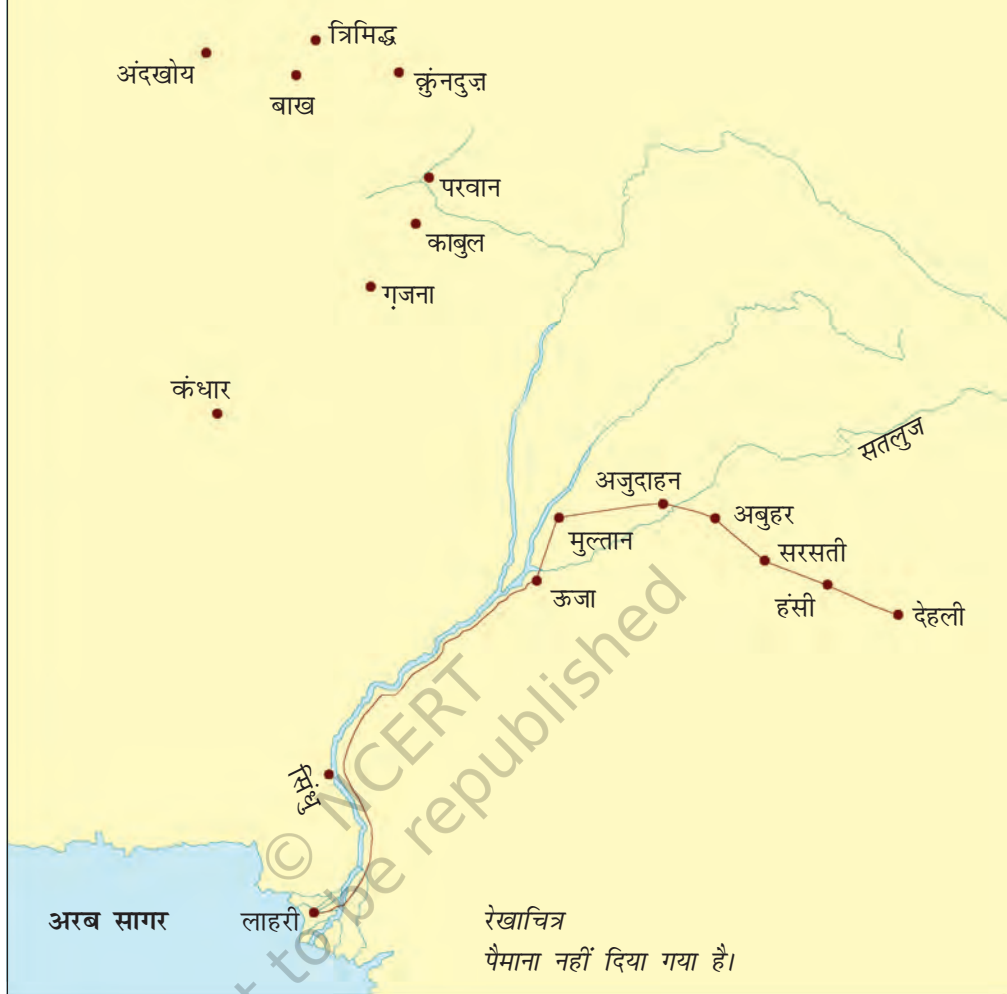 त्रिमिद्ध
अंदखोय
क़ुंनदुज़
बाख
परवान
काबुल
ग़जना
कंधार
सतलुज
अजुदाहन
अबुहर
मुल्तान
सरसती
ऊजा
हंसी
देहली
सिंधु
अरब सागर
लाहरी
रेखाचित्र
पैमाना नहीं दिया गया है।
© NCERT
t to be republished